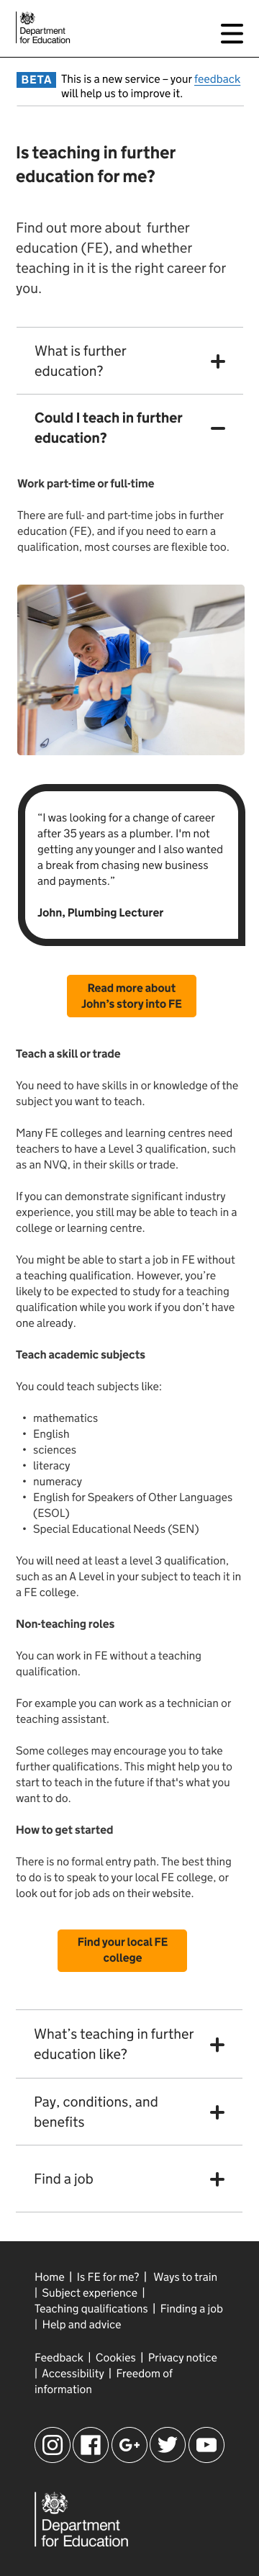 Department
for Education
BETA This is a new service – your feedback
will help us to improve it.
Is teaching in further
education for me?
Find out more about further
education (FE), and whether
teaching in it is the right career for
you.
What is further
education?
Could I teach in further
education?
Work part-time or full-time
There are full- and part-time jobs in further
education (FE), and if you need to earn a
qualification, most courses are flexible too.
“I was looking for a change of career
after 35 years as a plumber. I'm not
getting any younger and I also wanted
a break from chasing new business
and payments.”
John, Plumbing Lecturer
Read more about
John’s story into FE
Teach a skill or trade
You need to have skills in or knowledge of the
subject you want to teach.
Many FE colleges and learning centres need
teachers to have a Level 3 qualification, such
as an NVQ, in their skills or trade.
If you can demonstrate significant industry
experience, you still may be able to teach in a
college or learning centre.
You might be able to start a job in FE without
a teaching qualification. However, you’re
likely to be expected to study for a teaching
qualification while you work if you don’t have
one already.
Teach academic subjects
You could teach subjects like:
• mathematics
• English
• sciences
• literacy
• numeracy
• English for Speakers of Other Languages
(ESOL)
• Special Educational Needs (SEN)
You will need at least a level 3 qualification,
such as an A Level in your subject to teach it in
a FE college.
Non-teaching roles
You can work in FE without a teaching
qualification.
For example you can work as a technician or
teaching assistant.
Some colleges may encourage you to take
further qualifications. This might help you to
start to teach in the future if that's what you
want to do.
How to get started
There is no formal entry path. The best thing
to do is to speak to your local FE college, or
look out for job ads on their website.
Find your local FE
college
What’s teaching in further
education like?
Pay, conditions, and
benefits
Find a job
Home | Is FE for me? | Ways to train
| Subject experience |
Teaching qualifications | Finding a job
| Help and advice
Feedback | Cookies | Privacy notice
| Accessibility | Freedom of
information
G+
Department
for Education